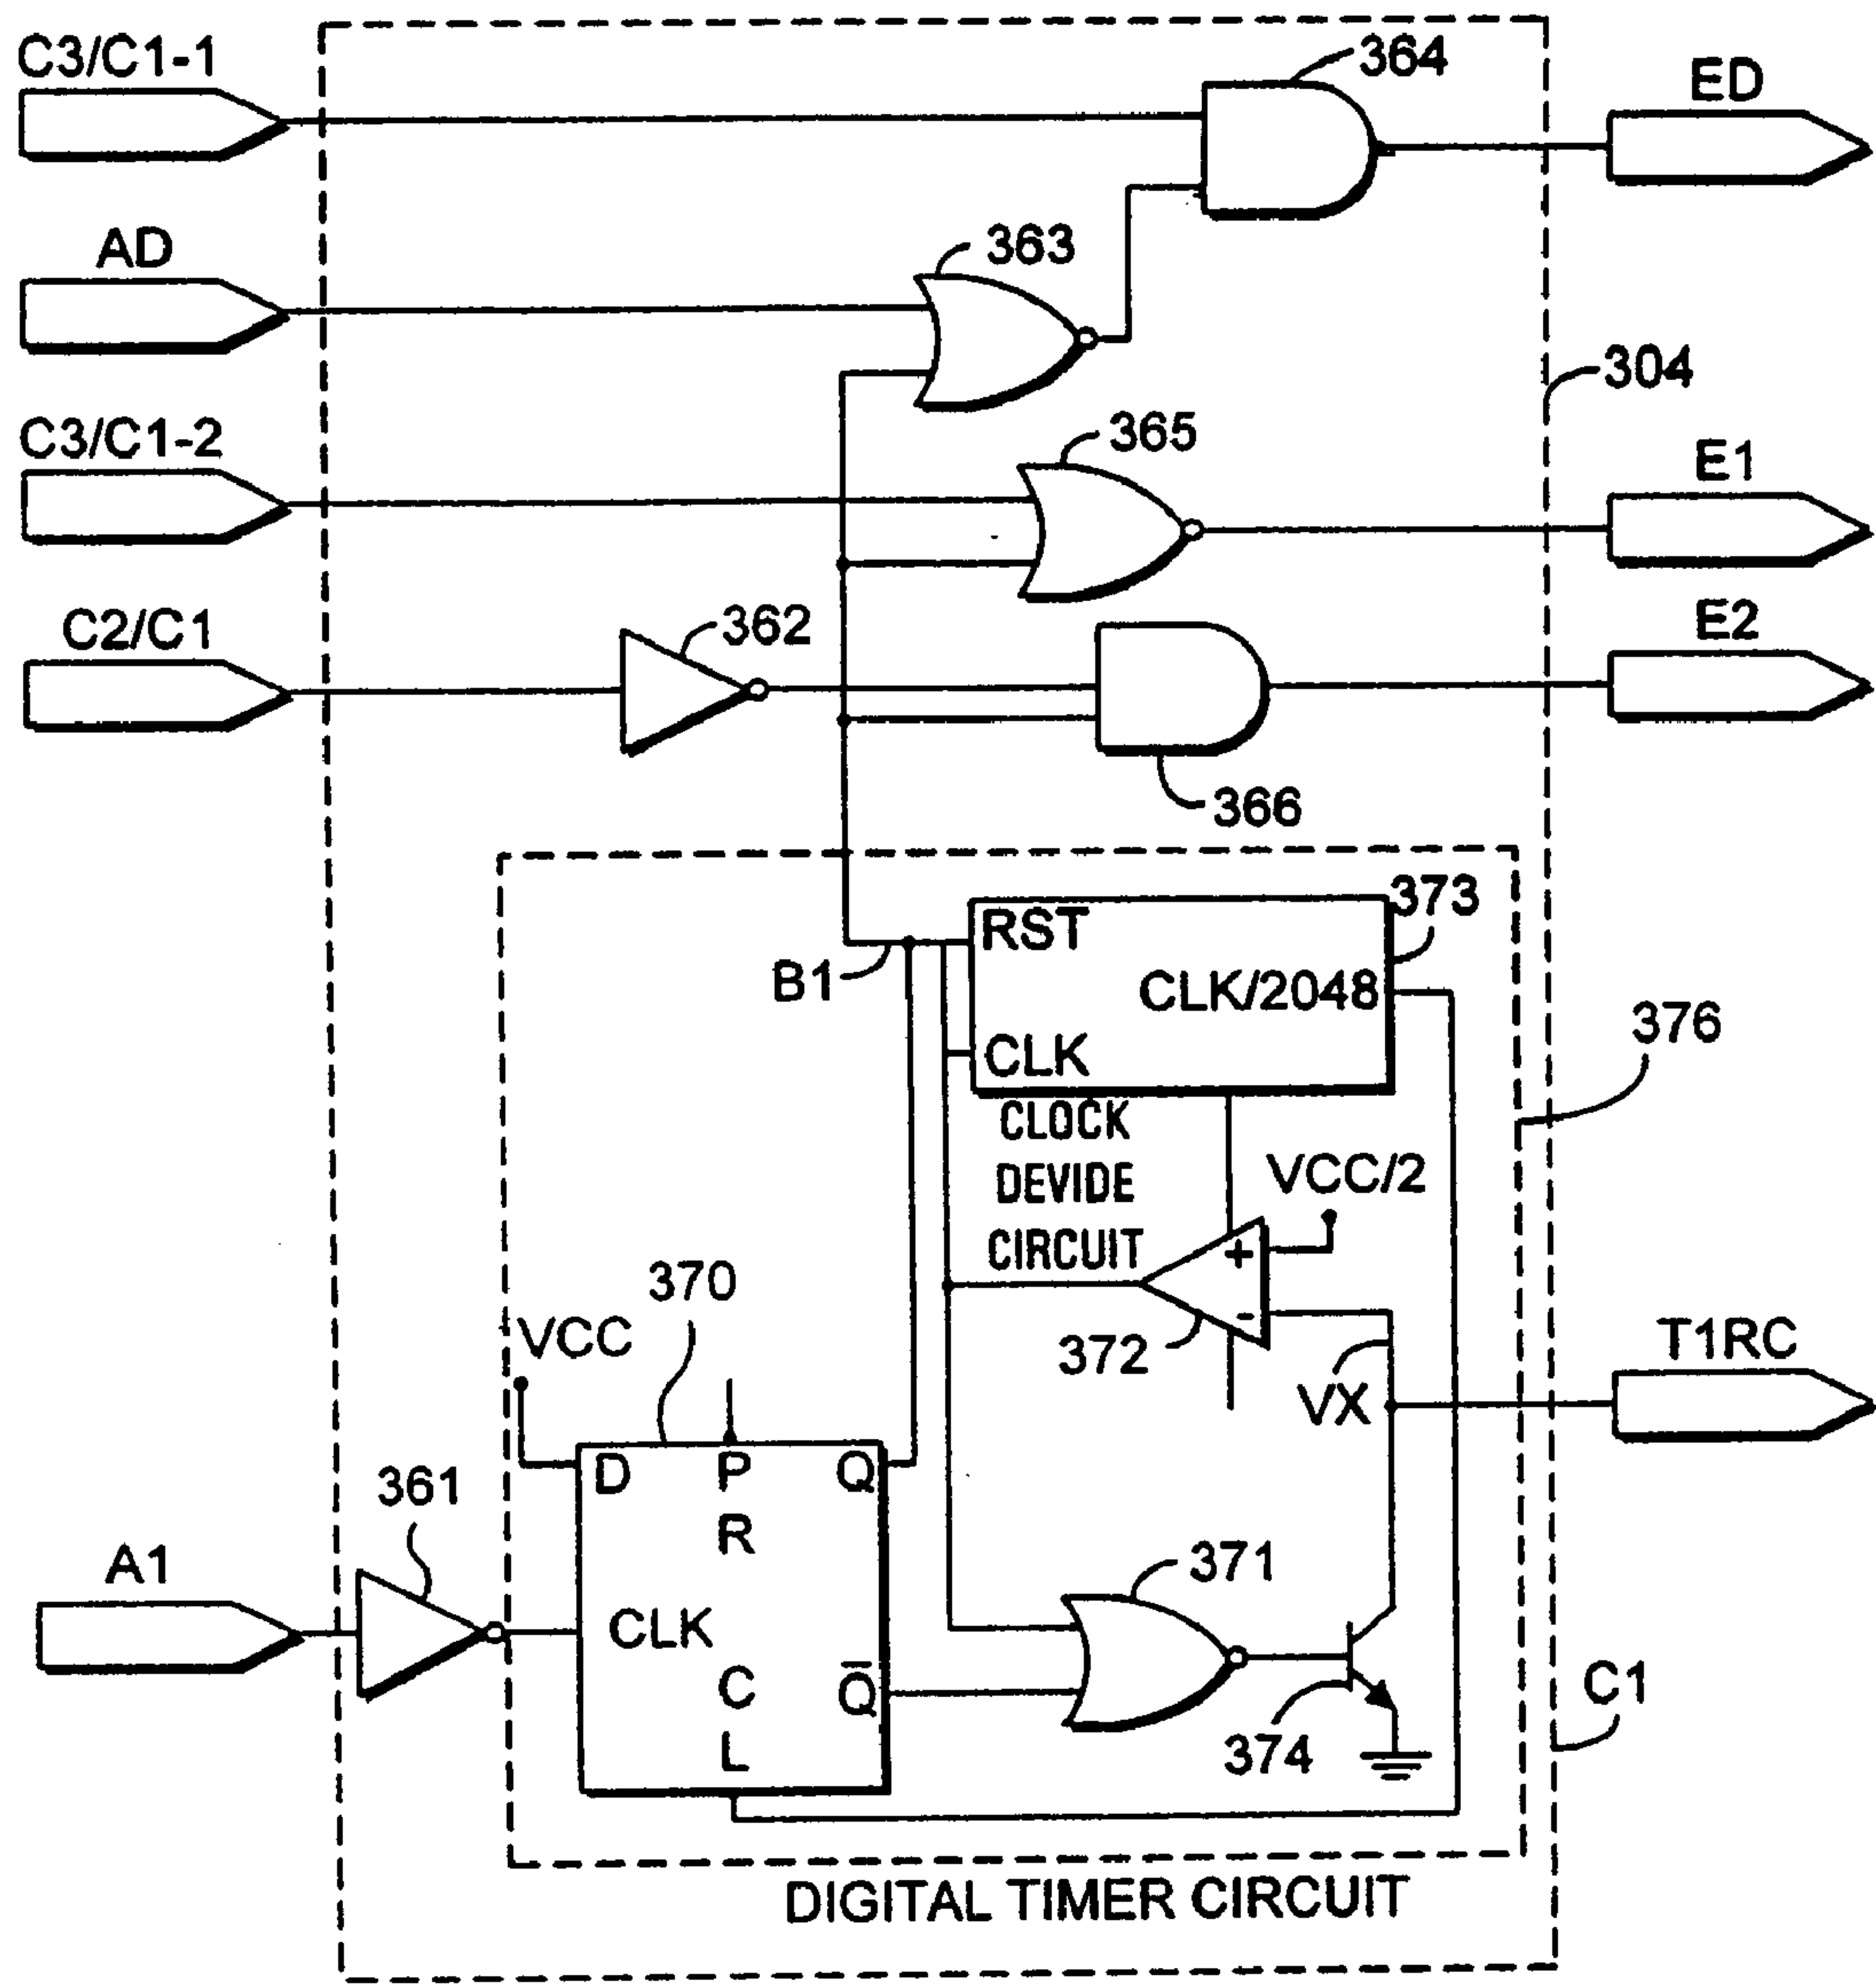 C3/C1-1
364
ED
AD
363
304
C3/C1-2
365
E1
C2/C1
362
E2
366
373
RST
B1
CLK/2048
376
CLK
CLOCK
DEVIDE
CIRCUIT
VCC/2
+
-
370
VCC
372
VX
T1RC
D
P
R
Q
361
371
A1
CLK
C
L
Q̅
374
C1
DIGITAL TIMER CIRCUIT